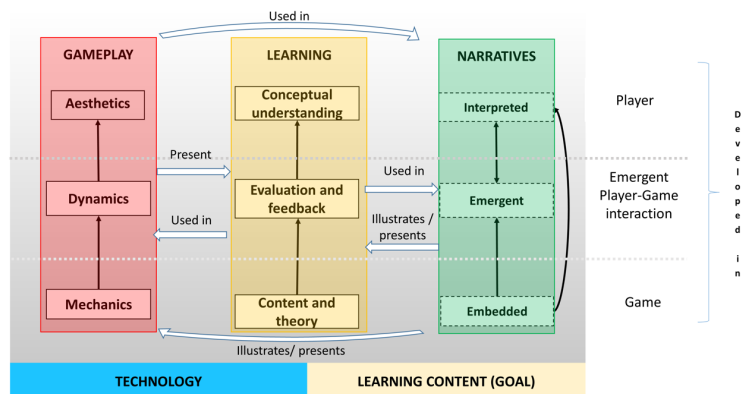 Used in
GAMEPLAY
LEARNING
NARRATIVES
Aesthetics
Conceptual
understanding
Interpreted
Player
Present
Used in
Dynamics
Evaluation and
feedback
Emergent
Emergent
Player-Game
interaction
Used in
Illustrates /
presents
Mechanics
Content and
theory
Embedded
Game
Illustrates/ presents
TECHNOLOGY
LEARNING CONTENT (GOAL)
Developed in